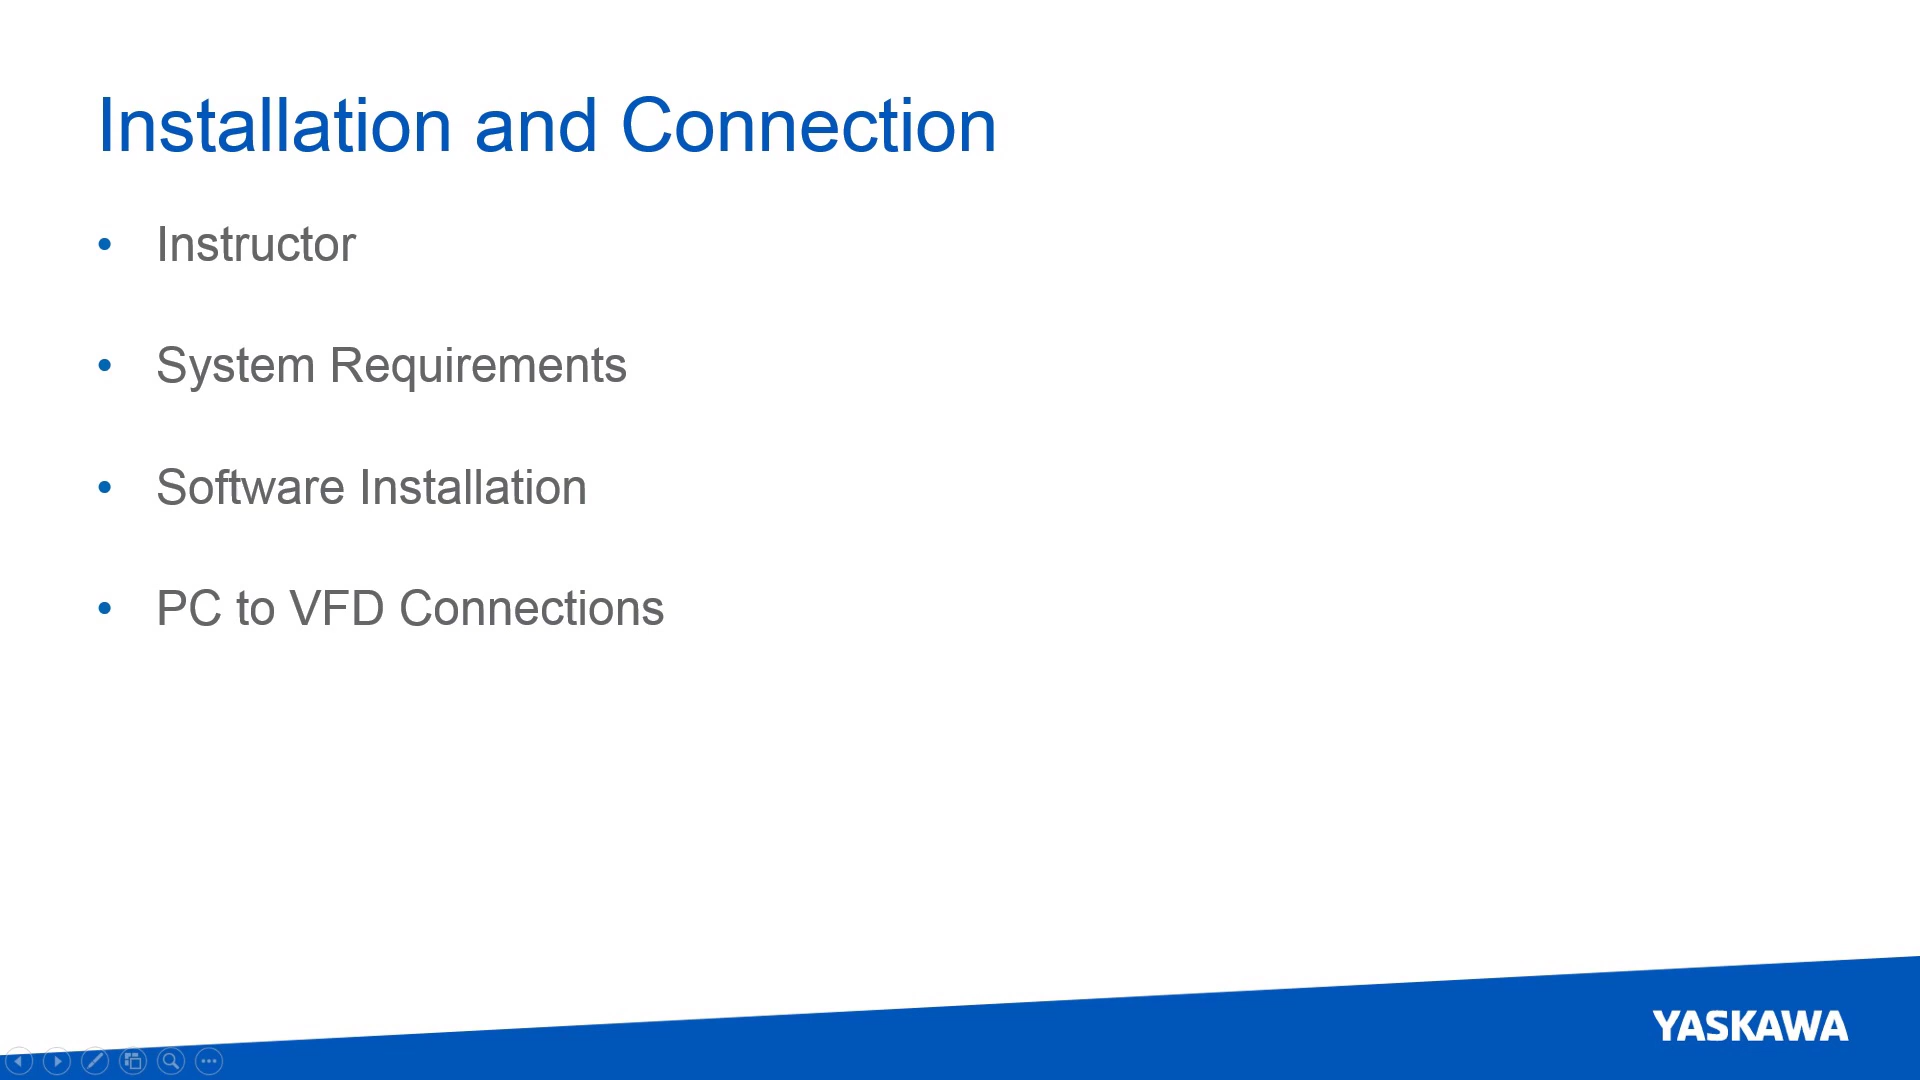 Installation and Connection
• Instructor
• System Requirements
• Software Installation
• PC to VFD Connections
YASKAWA